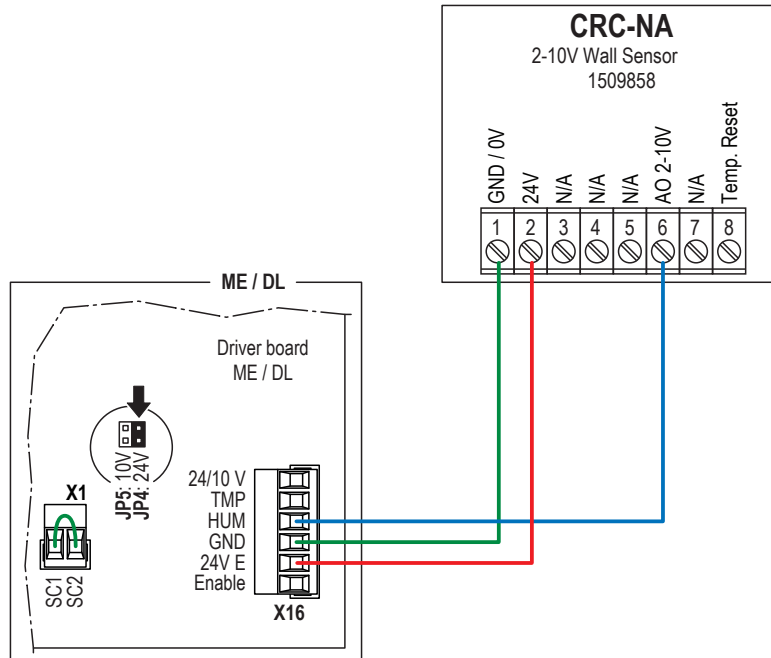 CRC-NA
2-10V Wall Sensor
1509858
GND / 0V
24V
N/A
N/A
N/A
AO 2-10V
N/A
Temp. Reset
1
2
3
4
5
6
7
8
ME / DL
Driver board
ME / DL
JP5: 10V
JP4: 24V
X1
SC1
SC2
24/10 V
TMP
HUM
GND
24V E
Enable
X16